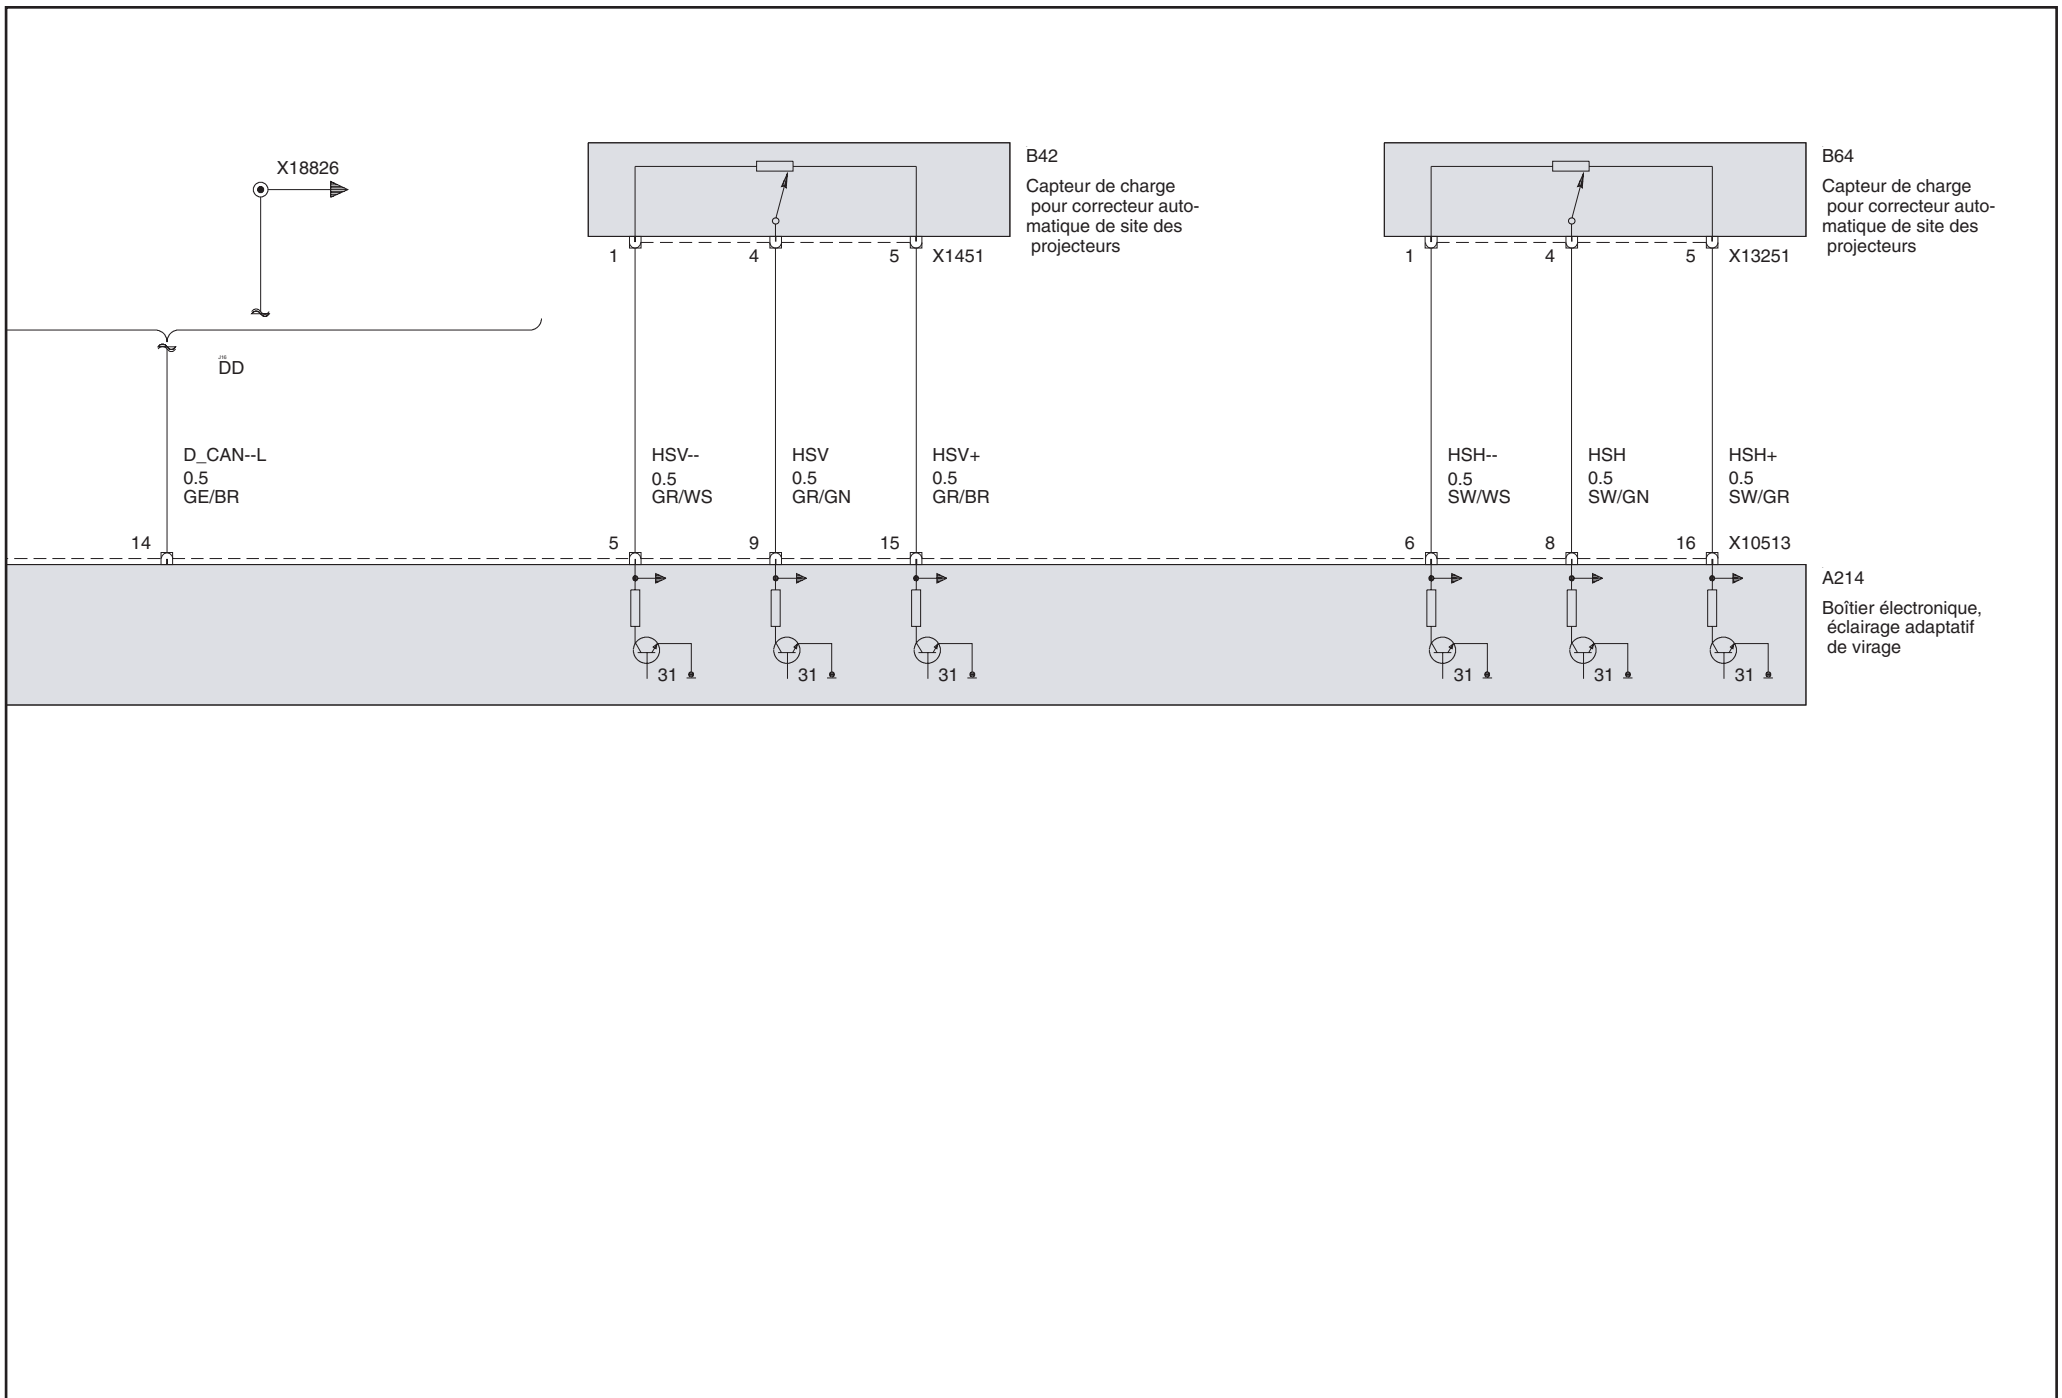 X18826
B42
Capteur de charge
pour correcteur auto-
matique de site des
projecteurs
B64
Capteur de charge
pour correcteur auto-
matique de site des
projecteurs
1
4
5
X1451
1
4
5
X13251
J16
DD
D_CAN--L
0.5
GE/BR
HSV--
0.5
GR/WS
HSV
0.5
GR/GN
HSV+
0.5
GR/BR
HSH--
0.5
SW/WS
HSH
0.5
SW/GN
HSH+
0.5
SW/GR
14
5
9
15
6
8
16
X10513
A214
Boîtier électronique,
éclairage adaptatif
de virage
31
31
31
31
31
31